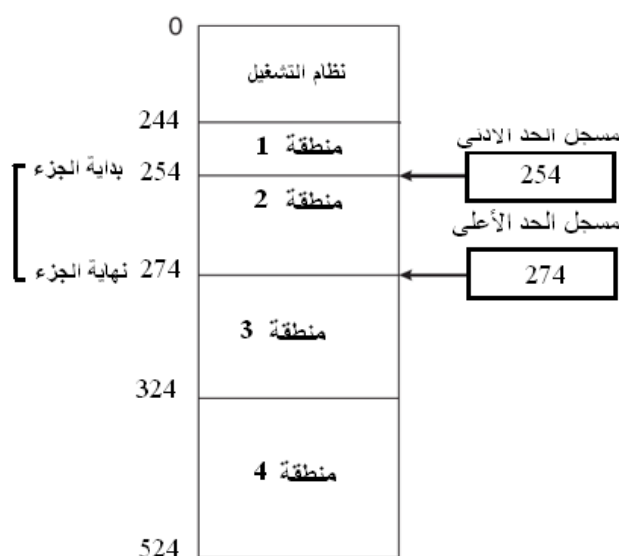 0
نظام التشغيل
244
منطقة 1
مسجل الحد الادنى
بداية الجزء 254
254
منطقة 2
مسجل الحد الأعلى
نهاية الجزء 274
274
منطقة 3
324
منطقة 4
524